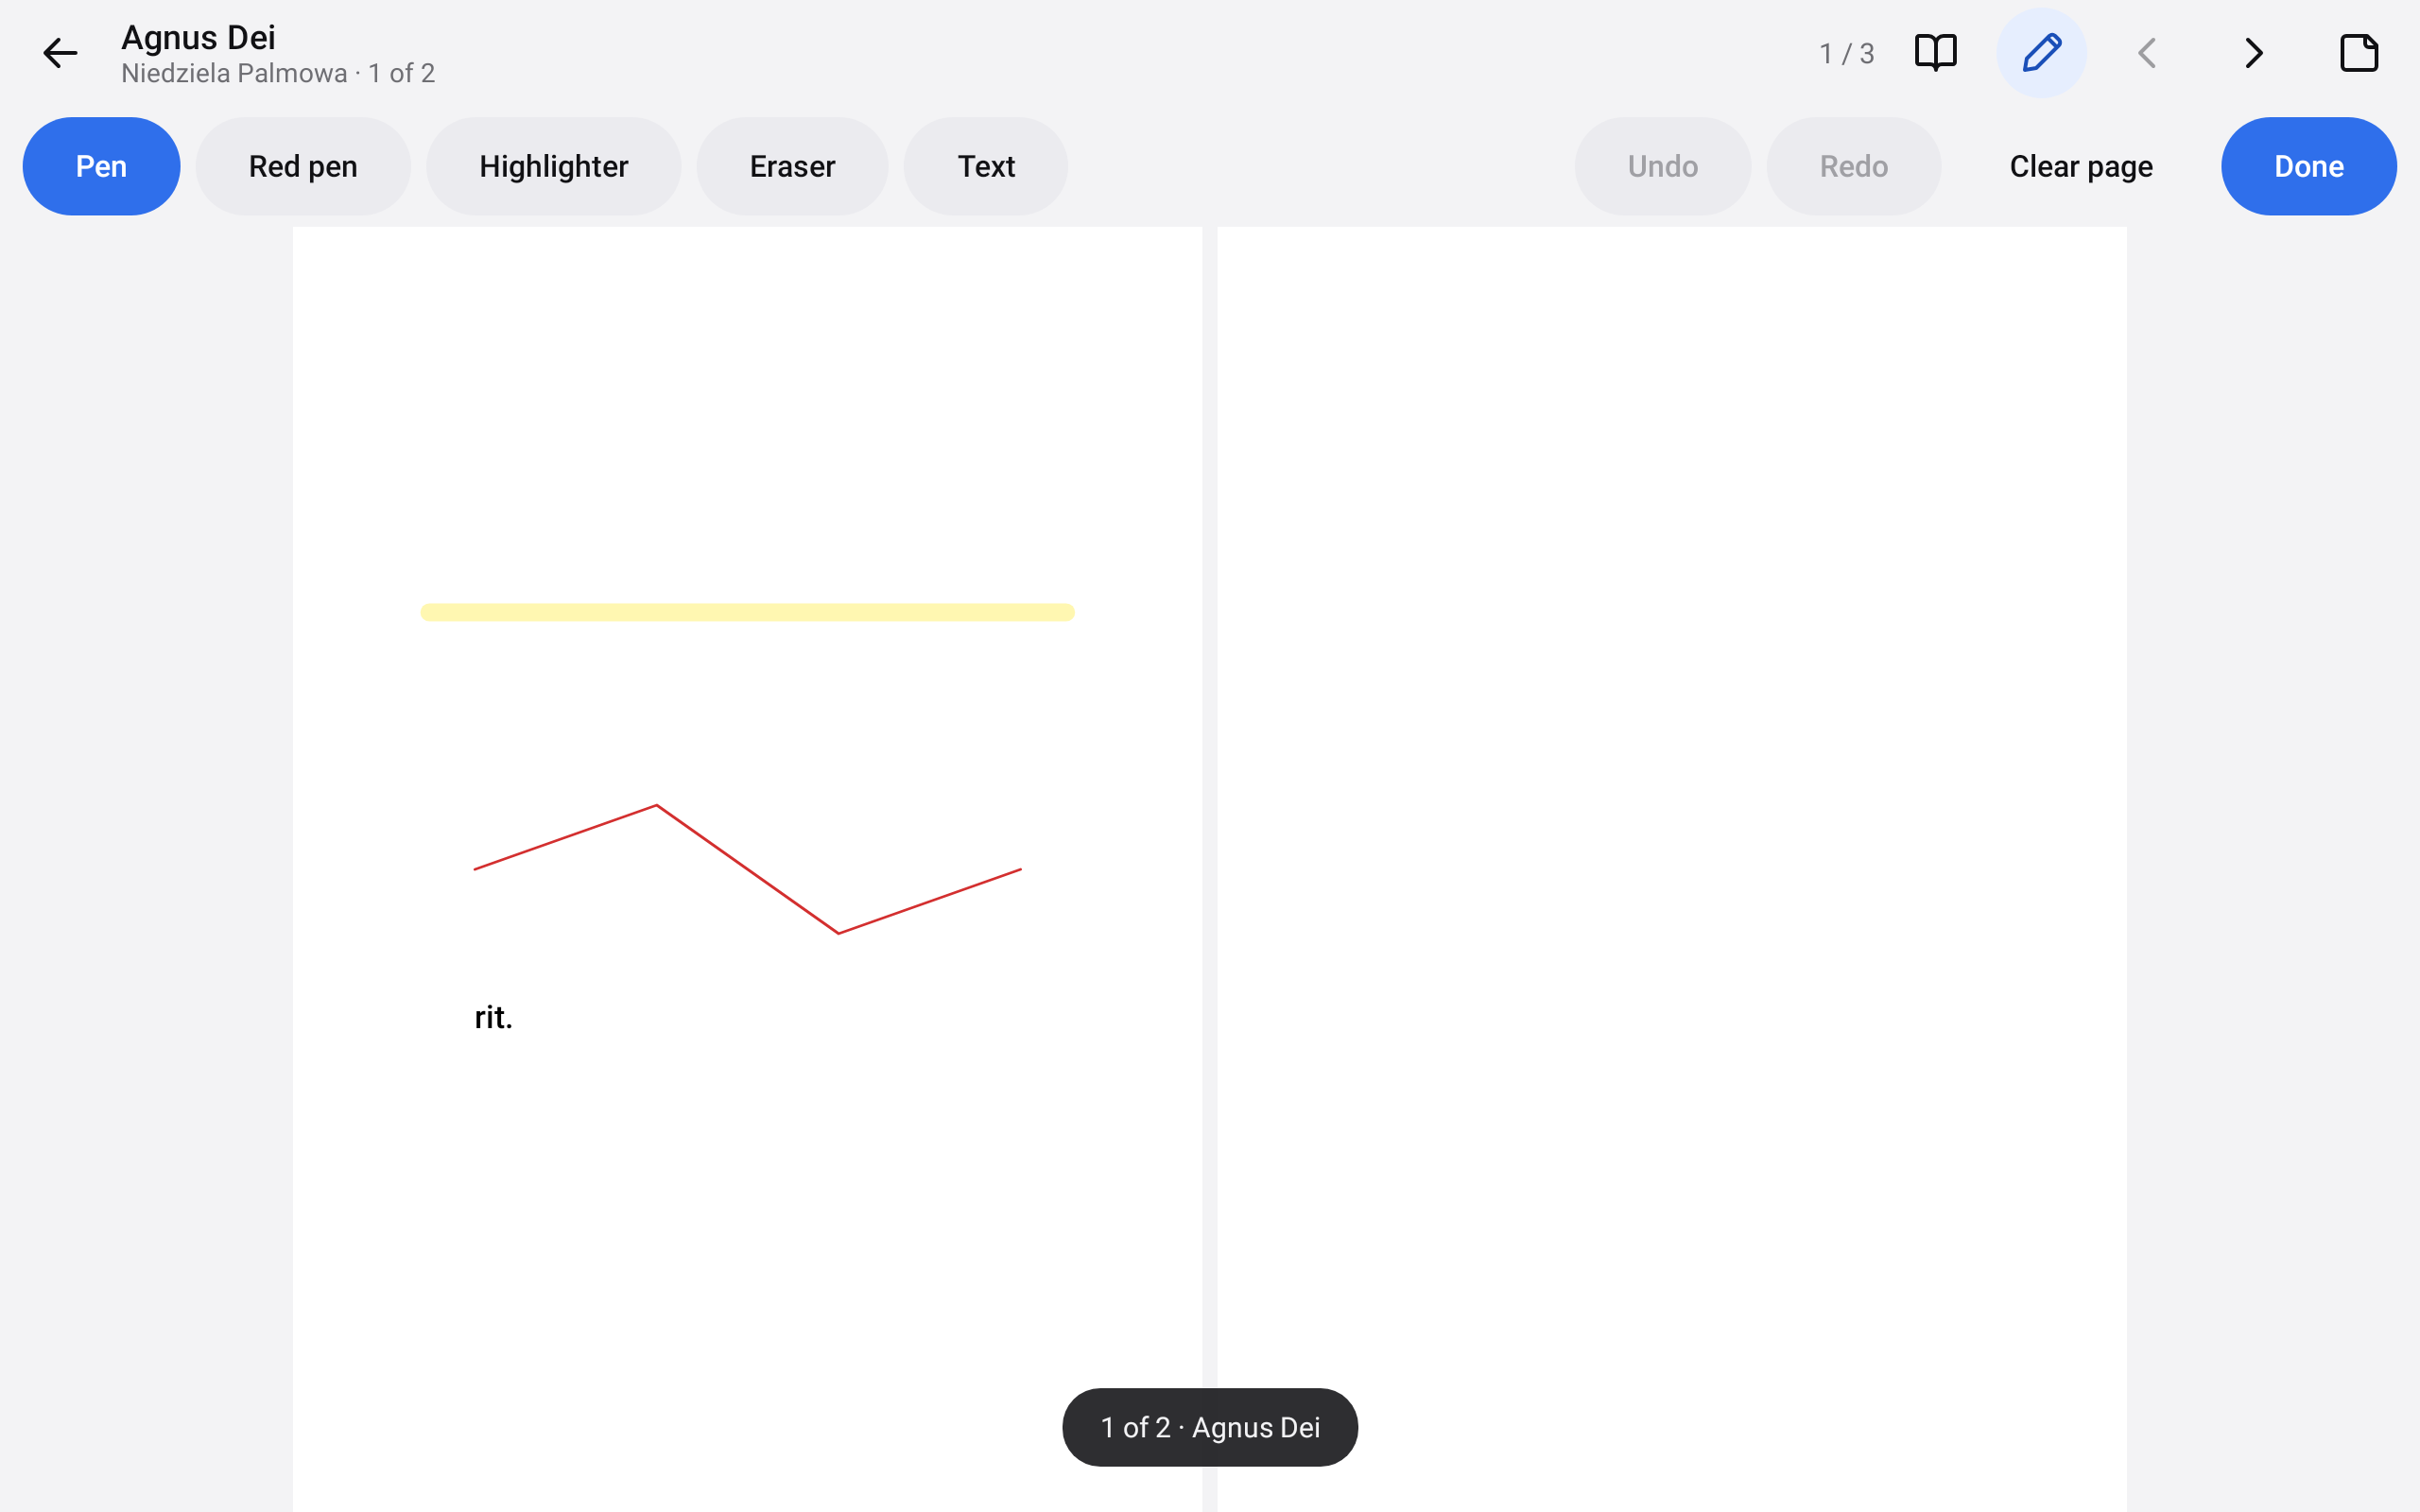 Agnus Dei
Niedziela Palmowa · 1 of 2
1 / 3
Pen
Red pen
Highlighter
Eraser
Text
Undo
Redo
Clear page
Done
rit.
1 of 2 · Agnus Dei